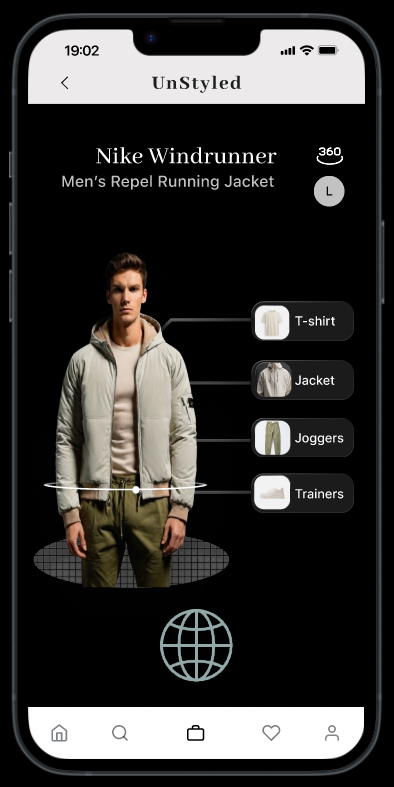 19:02
UnStyled
Nike Windrunner
360
Men's Repel Running Jacket
L
T-shirt
Jacket
Joggers
Trainers